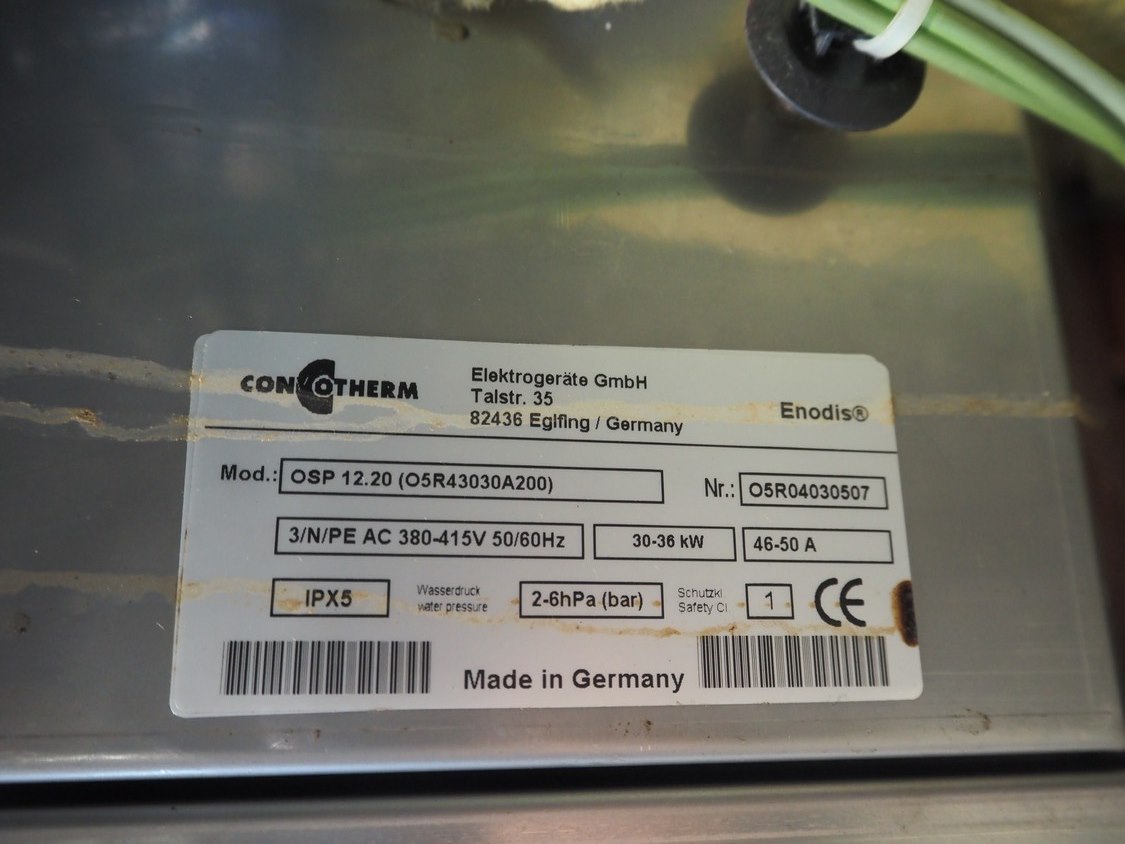 CONVOTHERM
Elektrogeräte GmbH
Talstr. 35
82436 Eglfing / Germany
Enodis®
Mod.: OSP 12.20 (O5R43030A200) Nr.: O5R04030507
3/N/PE AC 380-415V 50/60Hz 30-36 kW 46-50 A
IPX5 Wasserdruck water pressure 2-6hPa (bar) Schutzkl Safety Cl 1 CE
Made in Germany